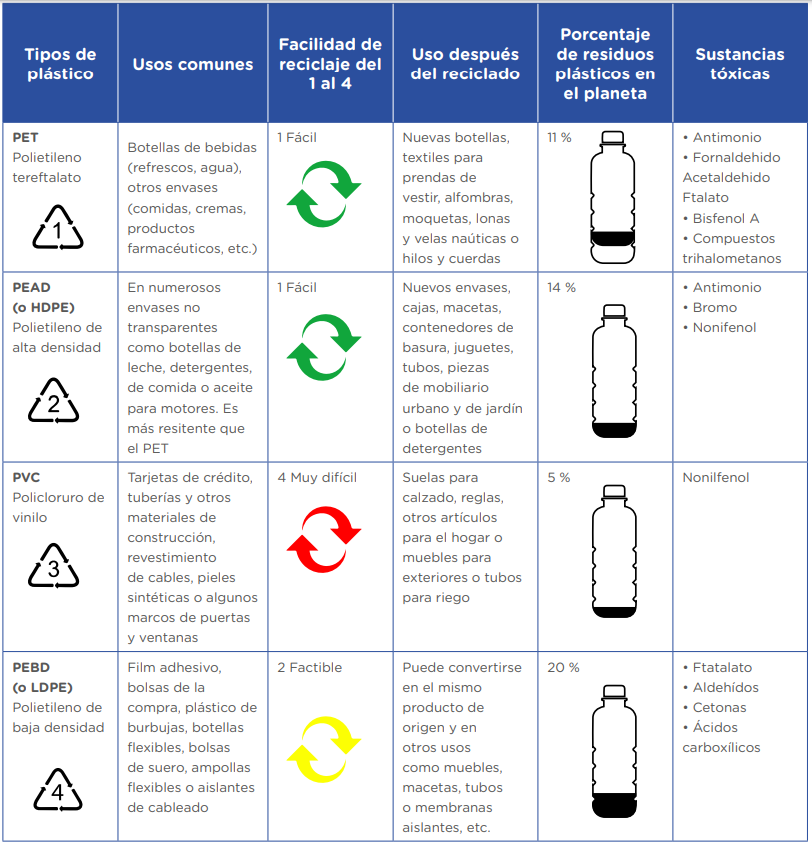 Tipos de
plástico
Usos comunes
Facilidad de
reciclaje del
1 al 4
Uso después
del reciclado
Porcentaje
de residuos
plásticos en
el planeta
Sustancias
tóxicas
PET
Polietileno
tereftalato
1
Botellas de bebidas
(refrescos, agua),
otros envases
(comidas, cremas,
productos
farmacéuticos, etc.)
1 Fácil
Nuevas botellas,
textiles para
prendas de
vestir, alfombras,
moquetas, lonas
y velas naúticas o
hilos y cuerdas
11 %
• Antimonio
• Fornaldehido
Acetaldehido
Ftalato
• Bisfenol A
• Compuestos
trihalometanos
PEAD
(o HDPE)
Polietileno de
alta densidad
2
En numerosos
envases no
transparentes
como botellas de
leche, detergentes,
de comida o aceite
para motores. Es
más resitente que
el PET
1 Fácil
Nuevos envases,
cajas, macetas,
contenedores de
basura, juguetes,
tubos, piezas
de mobiliario
urbano y de jardín
o botellas de
detergentes
14 %
• Antimonio
• Bromo
• Nonifenol
PVC
Policloruro de
vinilo
3
Tarjetas de crédito,
tuberías y otros
materiales de
construcción,
revestimiento
de cables, pieles
sintéticas o algunos
marcos de puertas
y ventanas
4 Muy difícil
Suelas para
calzado, reglas,
otros artículos
para el hogar o
muebles para
exteriores o tubos
para riego
5 %
Nonilfenol
PEBD
(o LDPE)
Polietileno de
baja densidad
4
Film adhesivo,
bolsas de la
compra, plástico de
burbujas, botellas
flexibles, bolsas
de suero, ampollas
flexibles o aislantes
de cableado
2 Factible
Puede convertirse
en el mismo
producto de
origen y en
otros usos
como muebles,
macetas, tubos
o membranas
aislantes, etc.
20 %
• Ftatalato
• Aldehídos
• Cetonas
• Ácidos
carboxílicos